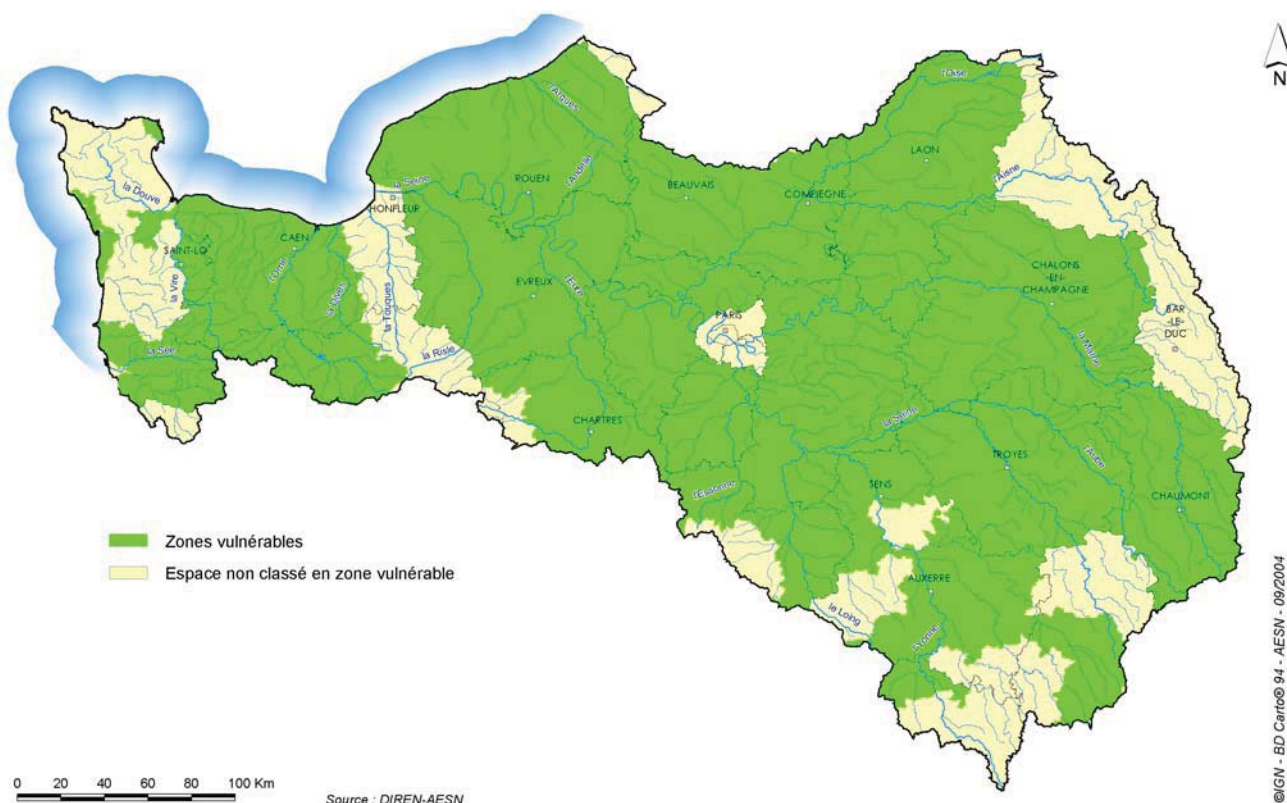 N
l'Oise
l'Arques
LAON
l'Andelle
l'Aisne
la Seine
ROUEN
BEAUVAIS
COMPIEGNE
la Douve
HONFLEUR
SAINT-LO
CAEN
la Vire
l'Orne
la Dives
la Touques
EVREUX
l'Eure
PARIS
CHALONS
-EN-
CHAMPAGNE
BAR
-LE-
DUC
la Marne
la Sée
la Risle
CHARTRES
la Seine
TROYES
l'Aube
l'Essonne
SENS
CHAUMONT
Zones vulnérables
Espace non classé en zone vulnérable
AUXERRE
le Loing
l'Yonne
0 20 40 60 80 100 Km
Source : DIREN-AESN
©IGN - BD Carto® 94 - AESN - 09/2004